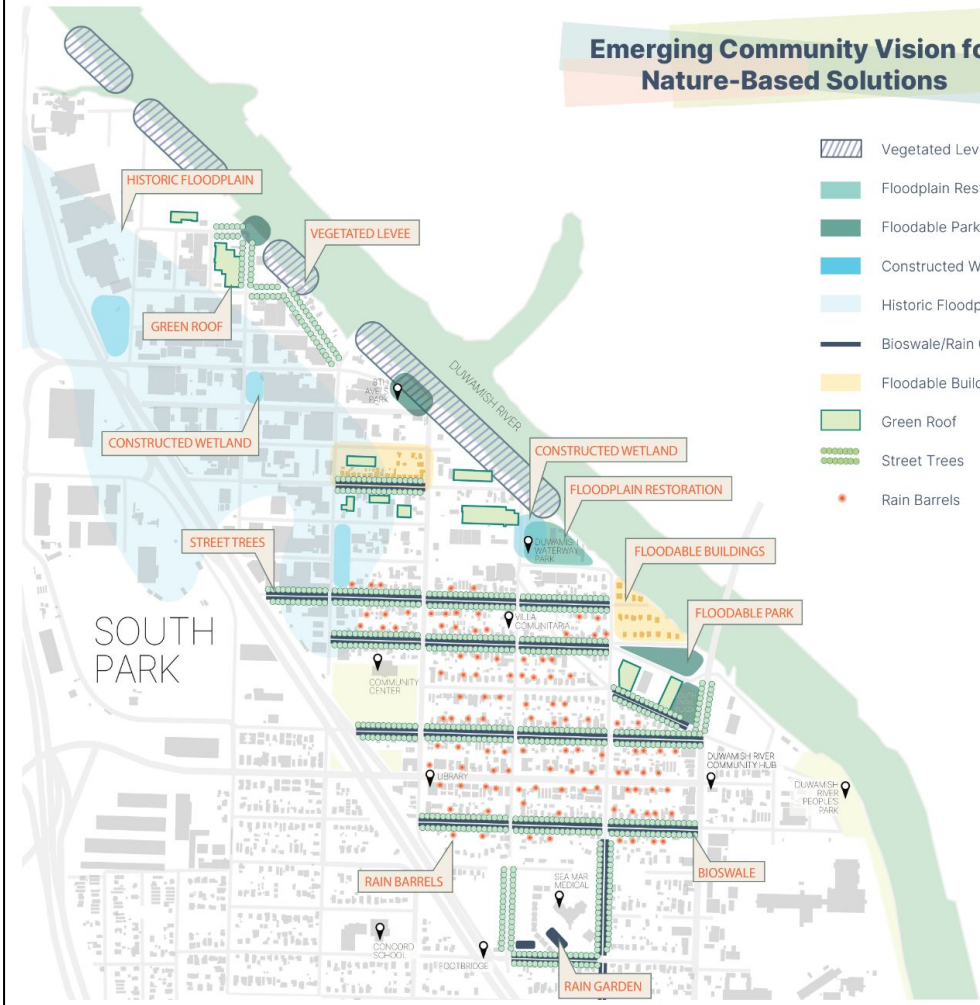 Emerging Community Vision fo
Nature-Based Solutions
Vegetated Lev
Floodplain Res
Floodable Park
Constructed W
Historic Floodp
Bioswale/Rain
Floodable Build
Green Roof
Street Trees
Rain Barrels
HISTORIC FLOODPLAIN
VEGETATED LEVEE
GREEN ROOF
DUWAMISH RIVER
8TH
AVE S
PARK
CONSTRUCTED WETLAND
CONSTRUCTED WETLAND
FLOODPLAIN RESTORATION
STREET TREES
DUWAMISH
WATERWAY
PARK
FLOODABLE BUILDINGS
FLOODABLE PARK
SOUTH
PARK
VILLA
COMUNITARIA
COMMUNITY
CENTER
LIBRARY
DUWAMISH RIVER
COMMUNITY HUB
DUWAMISH
RIVER
PEOPLE'S
PARK
RAIN BARRELS
BIOSWALE
SEA MAR
MEDICAL
CONCORD
SCHOOL
FOOTBRIDGE
RAIN GARDEN